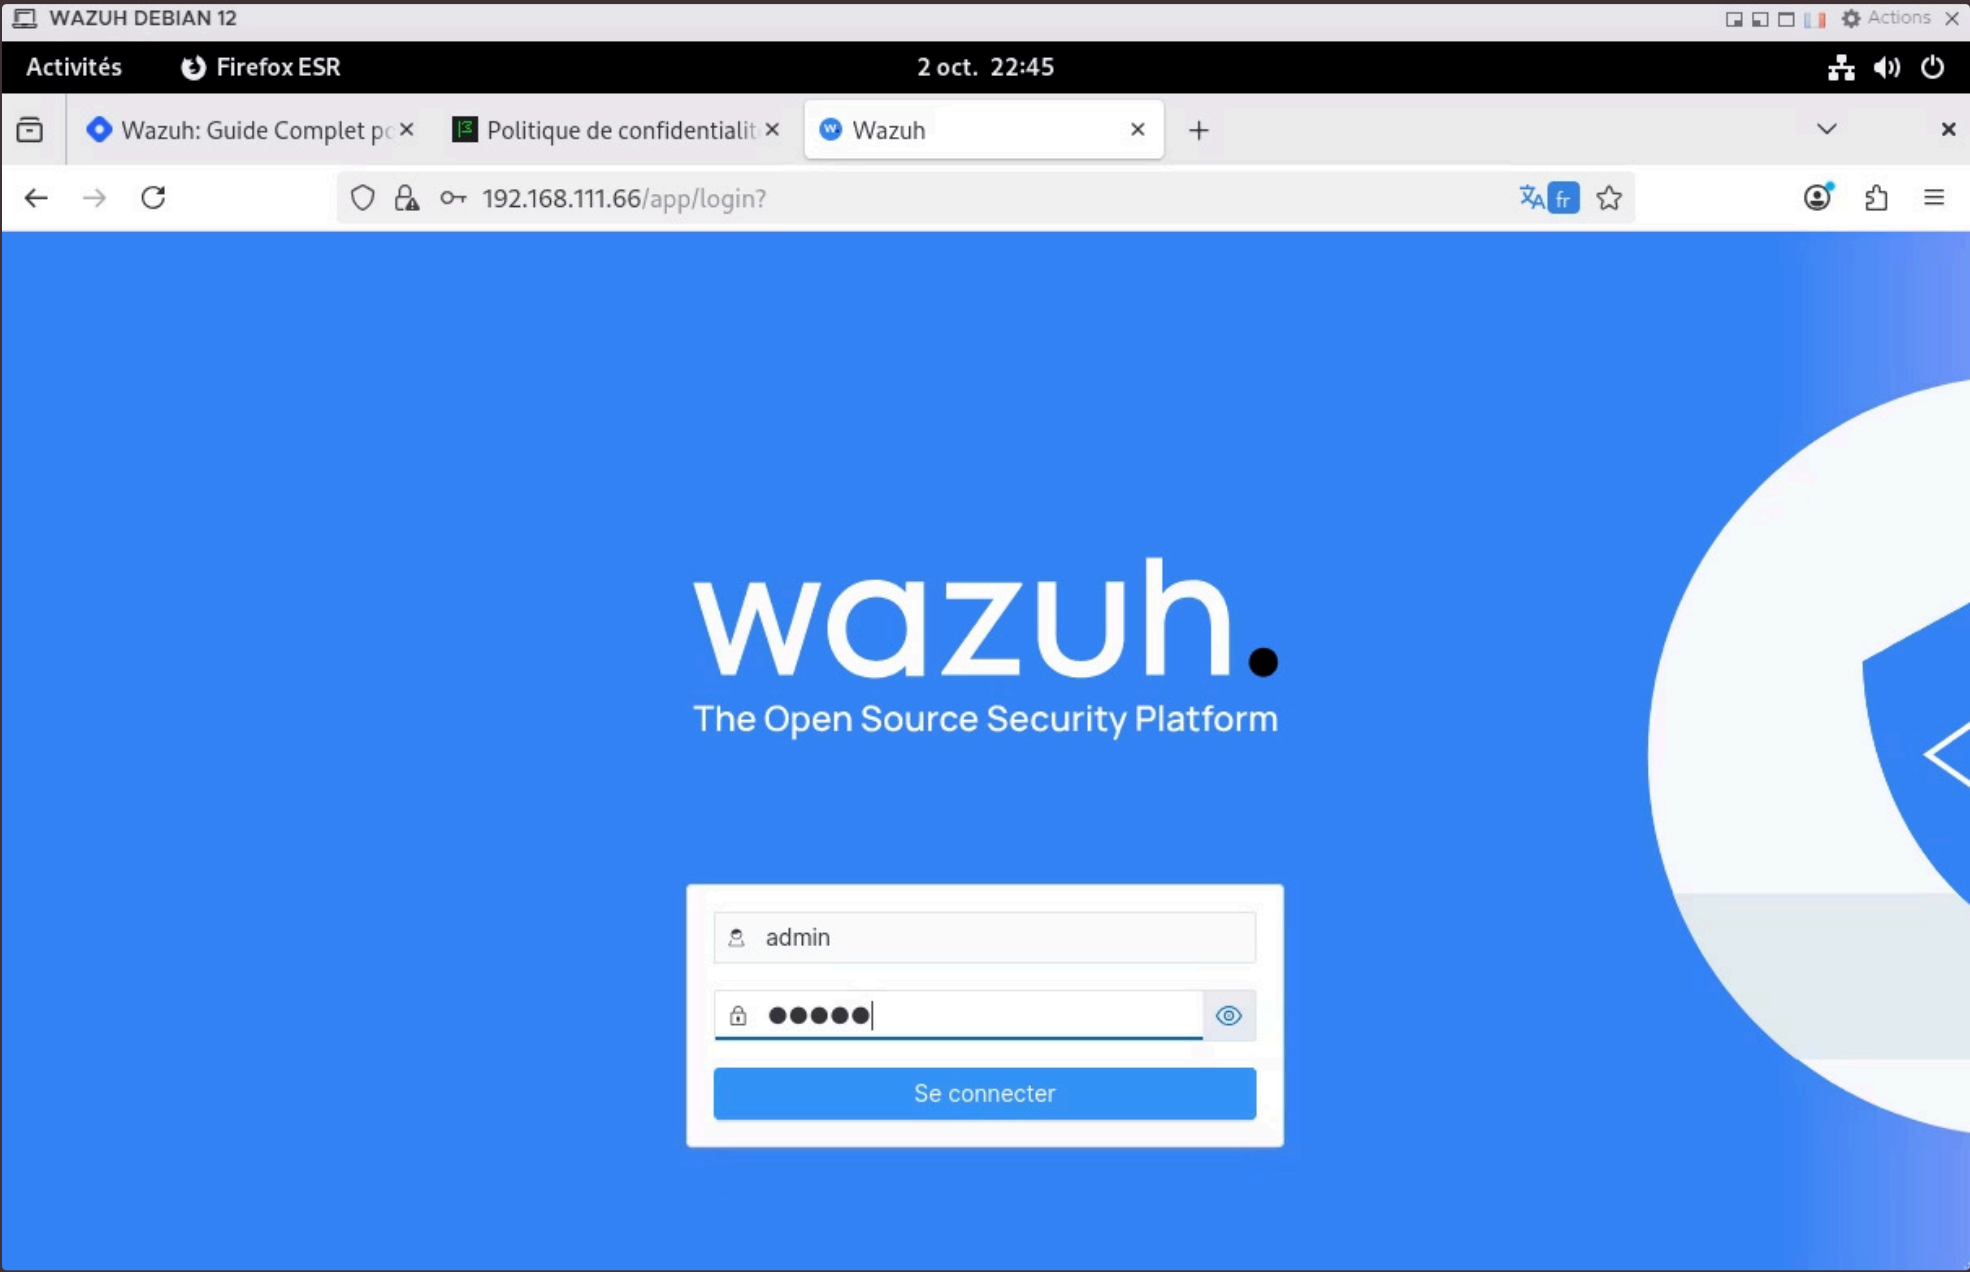 WAZUH DEBIAN 12
Actions
Activités
Firefox ESR
2 oct. 22:45
Wazuh: Guide Complet po
Politique de confidentialit
Wazuh
192.168.111.66/app/login?
fr
wazuh.
The Open Source Security Platform
admin
Se connecter